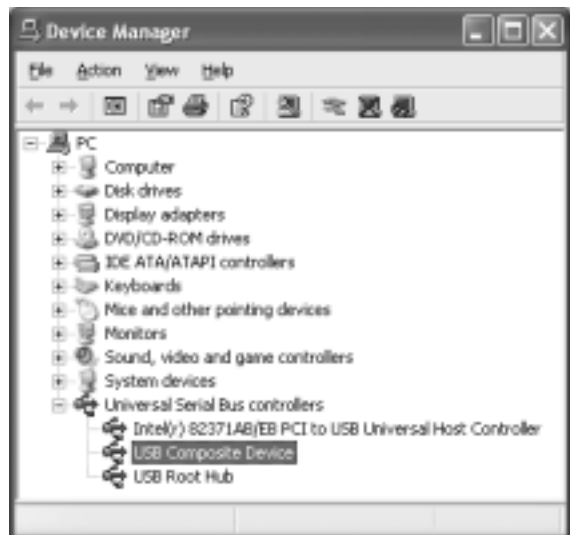 Device Manager
File Action View Help
PC
Computer
Disk drives
Display adapters
DVD/CD-ROM drives
IDE ATA/ATAPI controllers
Keyboards
Mice and other pointing devices
Monitors
Sound, video and game controllers
System devices
Universal Serial Bus controllers
Intel(r) 82371AB/EB PCI to USB Universal Host Controller
USB Composite Device
USB Root Hub